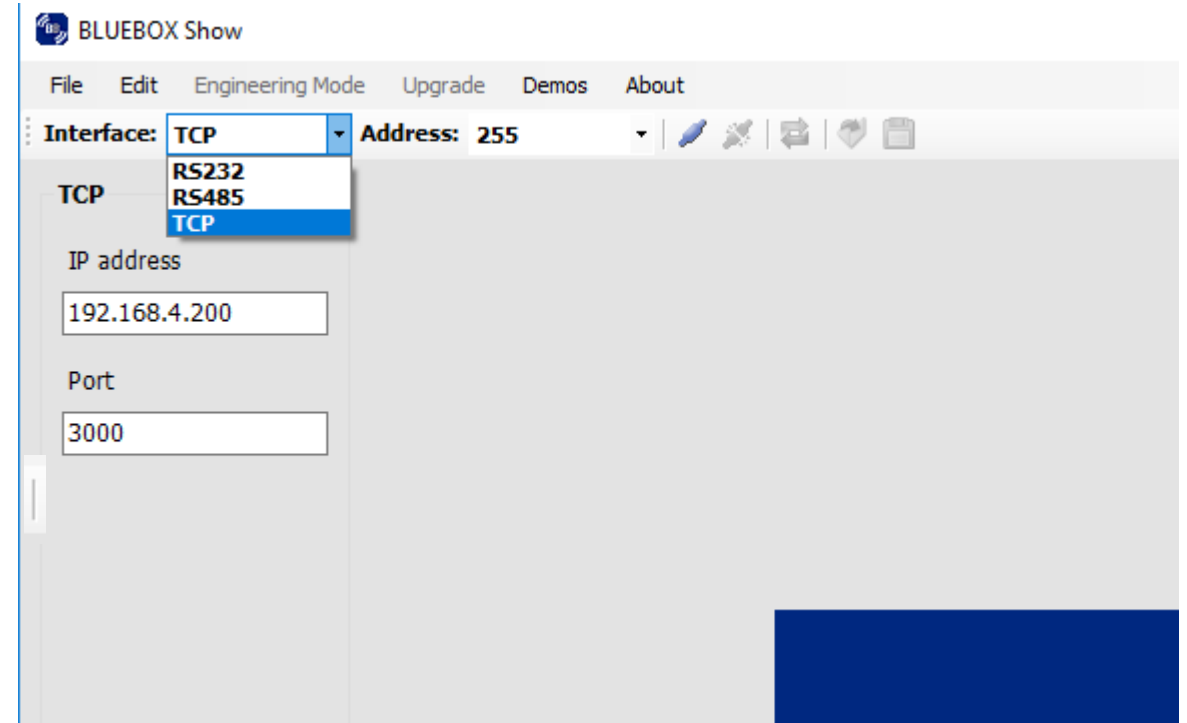 BLUEBOX Show
File Edit Engineering Mode Upgrade Demos About
Interface: TCP Address: 255
RS232
RS485
TCP
TCP
IP address
192.168.4.200
Port
3000